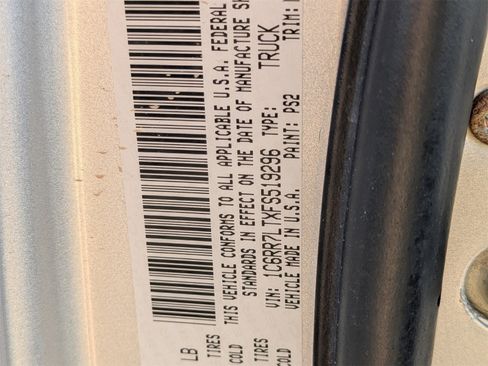 LB
TIRES
COLD
THIS VEHICLE CONFORMS TO ALL APPLICABLE U.S.A. FEDERAL
STANDARDS IN EFFECT ON THE DATE OF MANUFACTURE
TIRES
COLD
VIN: 1C6RR7LTXFS519296 TYPE: TRUCK
VEHICLE MADE IN U.S.A. PAINT: PS2 TRIM: